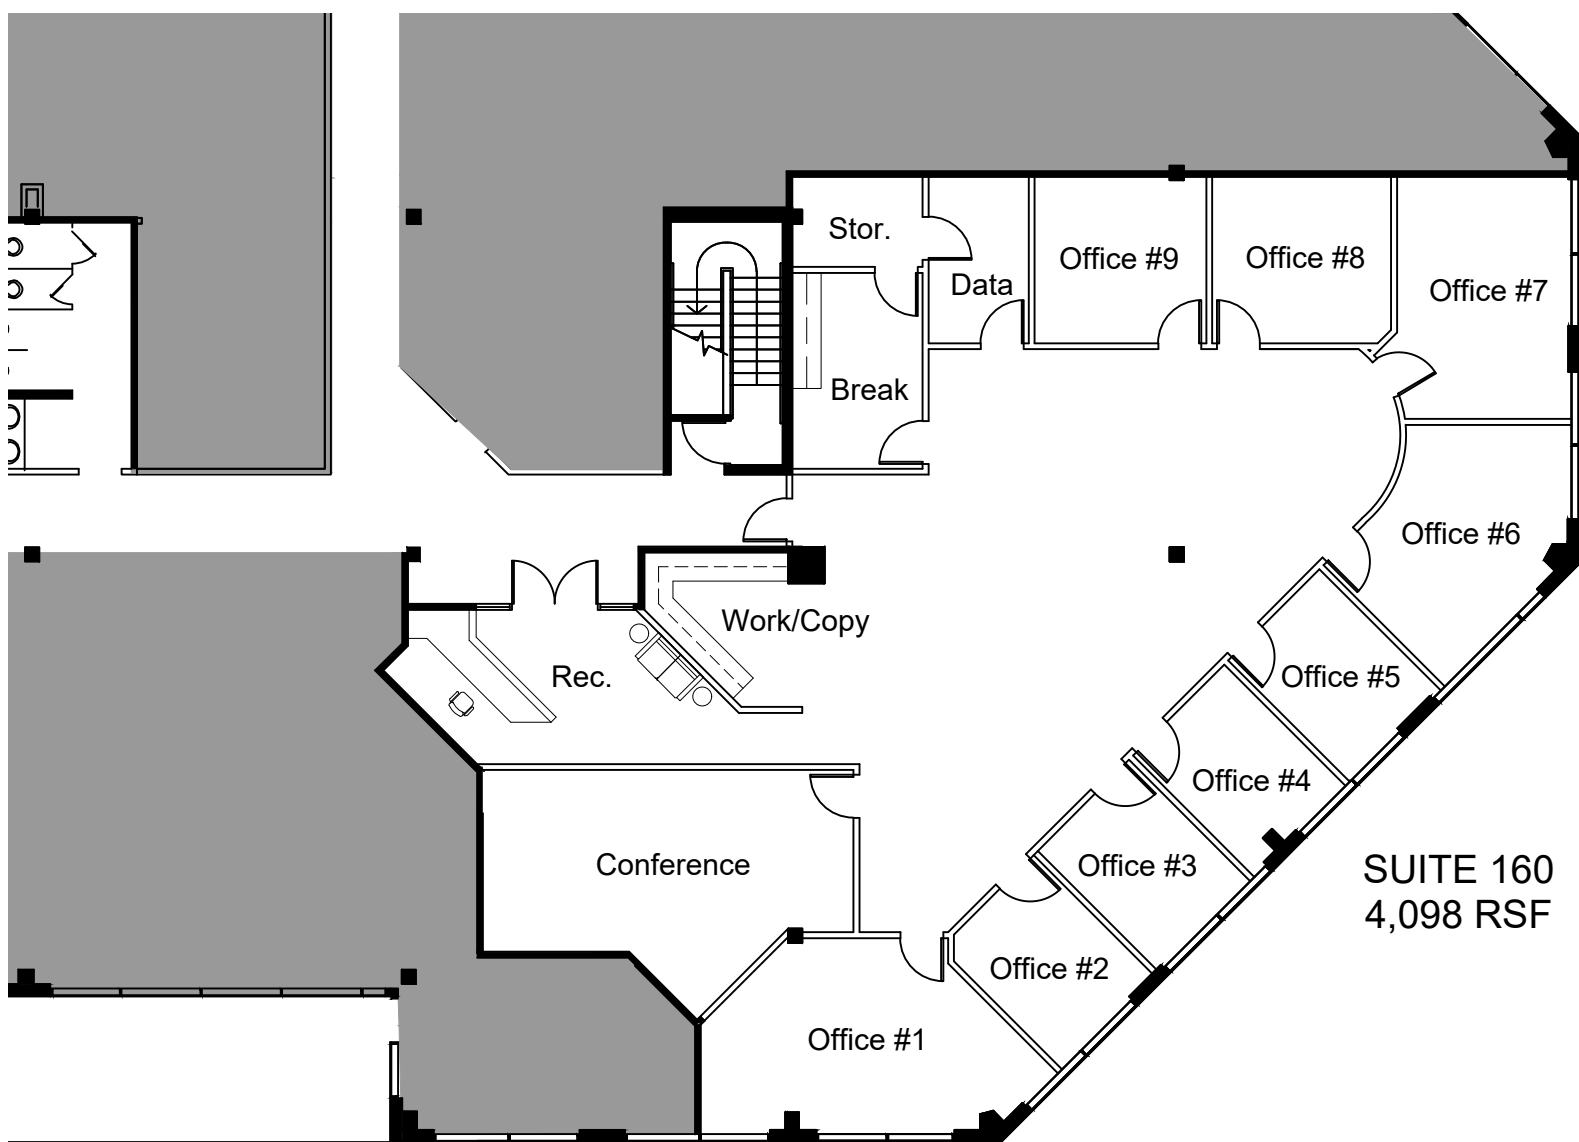 Stor.
Data
Office #9
Office #8
Office #7
Break
Office #6
Work/Copy
Rec.
Office #5
Office #4
Conference
Office #3
SUITE 160
4,098 RSF
Office #2
Office #1